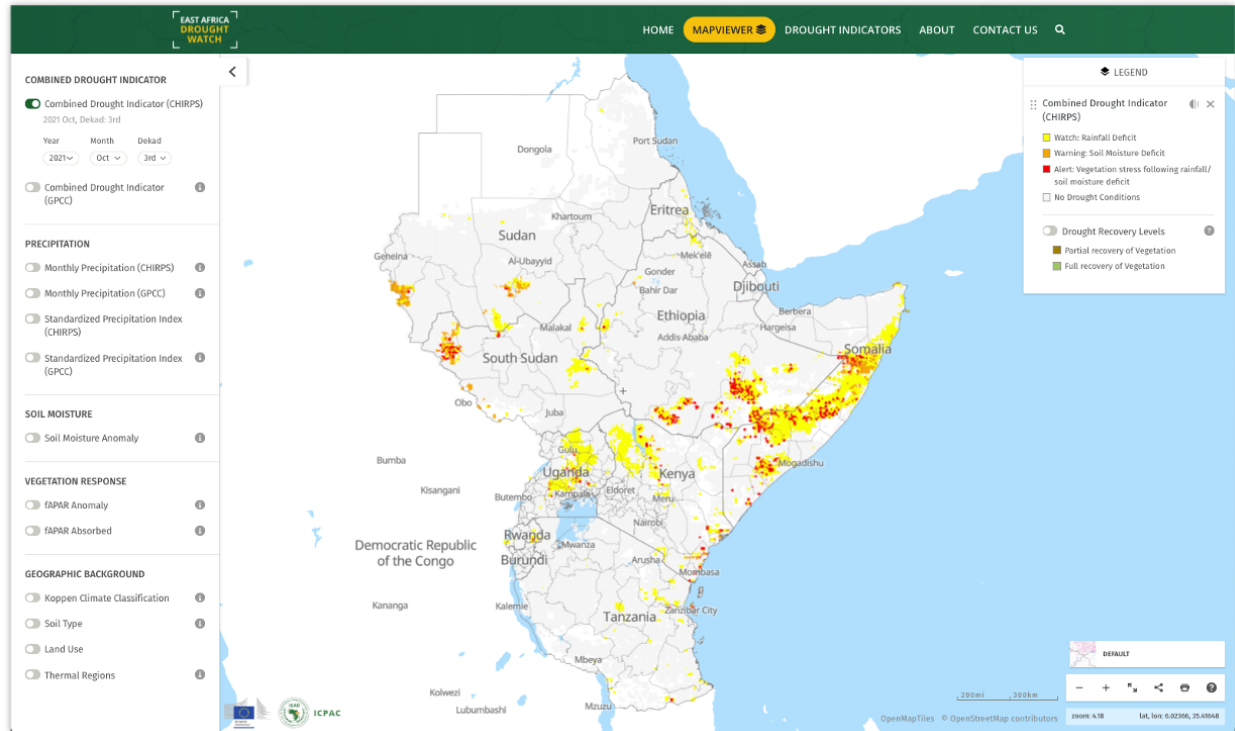 EAST AFRICA
DROUGHT
WATCH
HOME
MAPVIEWER
DROUGHT INDICATORS
ABOUT
CONTACT US
COMBINED DROUGHT INDICATOR
Combined Drought Indicator (CHIRPS)
2021 Oct, Dekad: 3rd
Year Month Dekad
2021 Oct 3rd
Combined Drought Indicator
(GPCC)
PRECIPITATION
Monthly Precipitation (CHIRPS)
Monthly Precipitation (GPCC)
Standardized Precipitation Index
(CHIRPS)
Standardized Precipitation Index
(GPCC)
SOIL MOISTURE
Soil Moisture Anomaly
VEGETATION RESPONSE
fAPAR Anomaly
fAPAR Absorbed
GEOGRAPHIC BACKGROUND
Koppen Climate Classification
Soil Type
Land Use
Thermal Regions
Port Sudan
Dongola
Eritrea
Khartoum
Sudan
Geneina
Al-Ubayyid
Mek'elē
Assab
Gonder
Bahir Dar
Djibouti
Berbera
Ethiopia
Malakal
Addis Ababa
Hargeisa
South Sudan
Somalia
Obo
Juba
Gulu
Bumba
Uganda
Kenya
Mogadishu
Kisangani
Butembo
Kampala
Eldoret
Meru
Nairobi
Rwanda
Mwanza
Democratic Republic
of the Congo
Burundi
Arusha
Mombasa
Kananga
Kalemie
Tanzania
Zanzibar City
Mbeya
Kolwezi
Lubumbashi
Mzuzu
ICPAC
LEGEND
Combined Drought Indicator
(CHIRPS)
Watch: Rainfall Deficit
Warning: Soil Moisture Deficit
Alert: Vegetation stress following rainfall/
soil moisture deficit
No Drought Conditions
Drought Recovery Levels
Partial recovery of Vegetation
Full recovery of Vegetation
DEFAULT
200mi 300km
OpenMapTiles © OpenStreetMap contributors
zoom: 4.18 lat, lon: 6.02366, 35.41648